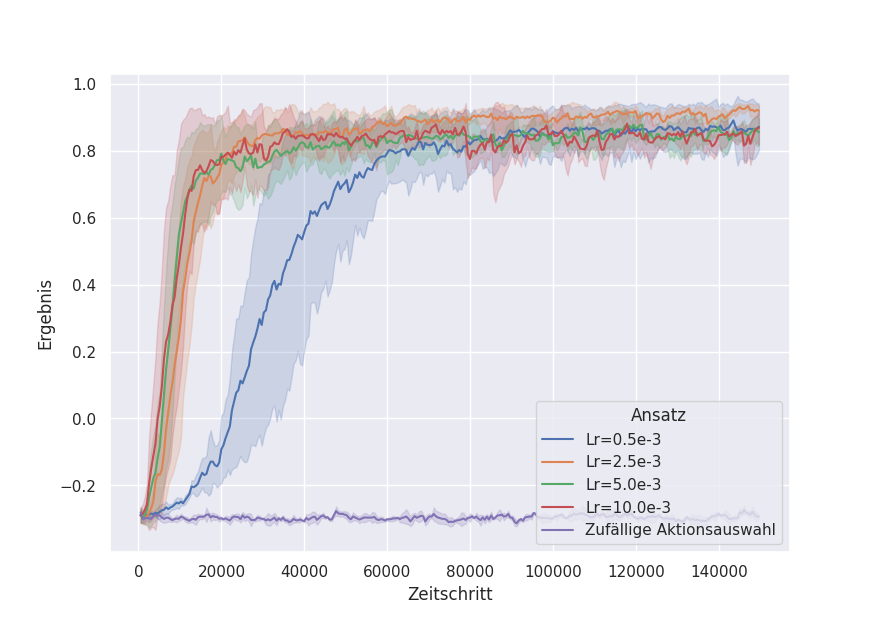 1.0
0.8
0.6
0.4
0.2
0.0
−0.2
Ergebnis
0
20000
40000
60000
80000
100000
120000
140000
Zeitschritt
Ansatz
Lr=0.5e-3
Lr=2.5e-3
Lr=5.0e-3
Lr=10.0e-3
Zufällige Aktionsauswahl